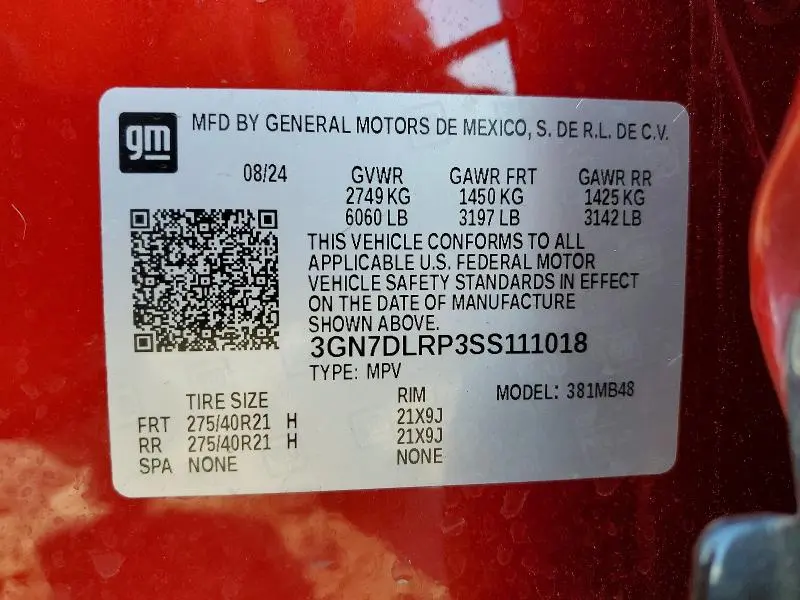 gm MFD BY GENERAL MOTORS DE MEXICO, S. DE R.L. DE C.V.
08/24 GVWR GAWR FRT GAWR RR
2749 KG 1450 KG 1425 KG
6060 LB 3197 LB 3142 LB
THIS VEHICLE CONFORMS TO ALL
APPLICABLE U.S. FEDERAL MOTOR
VEHICLE SAFETY STANDARDS IN EFFECT
ON THE DATE OF MANUFACTURE
SHOWN ABOVE.
3GN7DLRP3SS111018
TYPE: MPV
TIRE SIZE RIM MODEL: 381MB48
FRT 275/40R21 H 21X9J
RR 275/40R21 H 21X9J
SPA NONE NONE